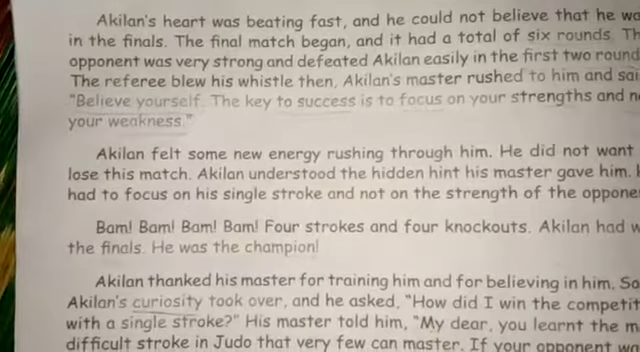 Akilan's heart was beating fast, and he could not believe that he
in the finals. The final match began, and it had a total of six rounds.
opponent was very strong and defeated Akilan easily in the first two
The referee blew his whistle then, Akilan's master rushed to him and
"Believe yourself. The key to success is to focus on your strengths and
your weakness."
Akilan felt some new energy rushing through him. He did not want
lose this match. Akilan understood the hidden hint his master gave him.
had to focus on his single stroke and not on the strength of the
Bam! Bam! Bam! Bam! Four strokes and four knockouts. Akilan had
the finals. He was the champion!
Akilan thanked his master for training him and for believing in him.
Akilan's curiosity took over, and he asked, "How did I win the
with a single stroke?" His master told him, "My dear, you learnt the
difficult stroke in Judo that very few can master. If your opponent